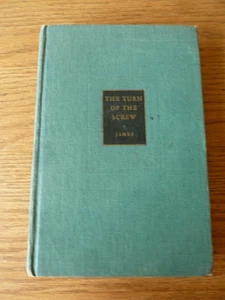 THE TURN
OF THE
SCREW
JAMES